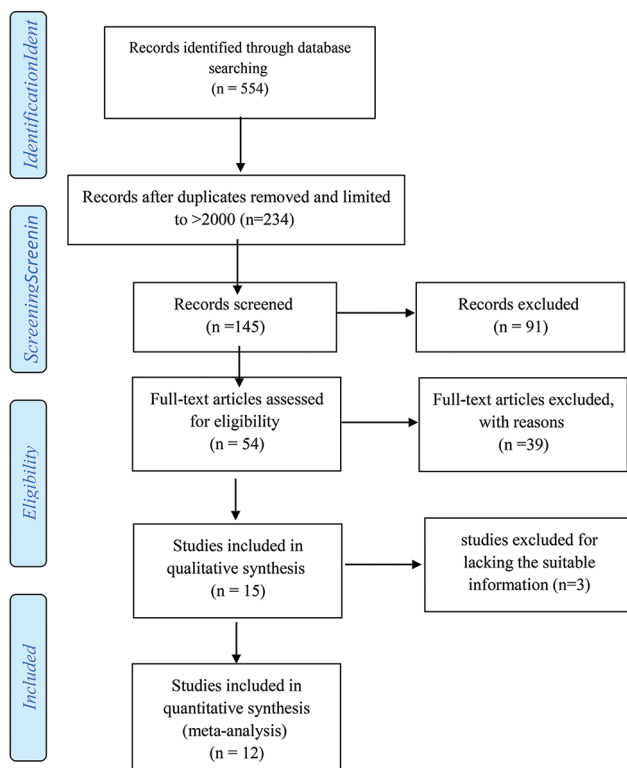 IdentificationIdent
Records identified through database
searching
(n = 554)
Records after duplicates removed and limited
to >2000 (n=234)
ScreeningScreenin
Records screened
(n =145)
Records excluded
(n = 91)
Full-text articles assessed
for eligibility
(n = 54)
Full-text articles excluded,
with reasons
(n =39)
Eligibility
Studies included in
qualitative synthesis
(n = 15)
studies excluded for
lacking the suitable
information (n=3)
Included
Studies included in
quantitative synthesis
(meta-analysis)
(n = 12)